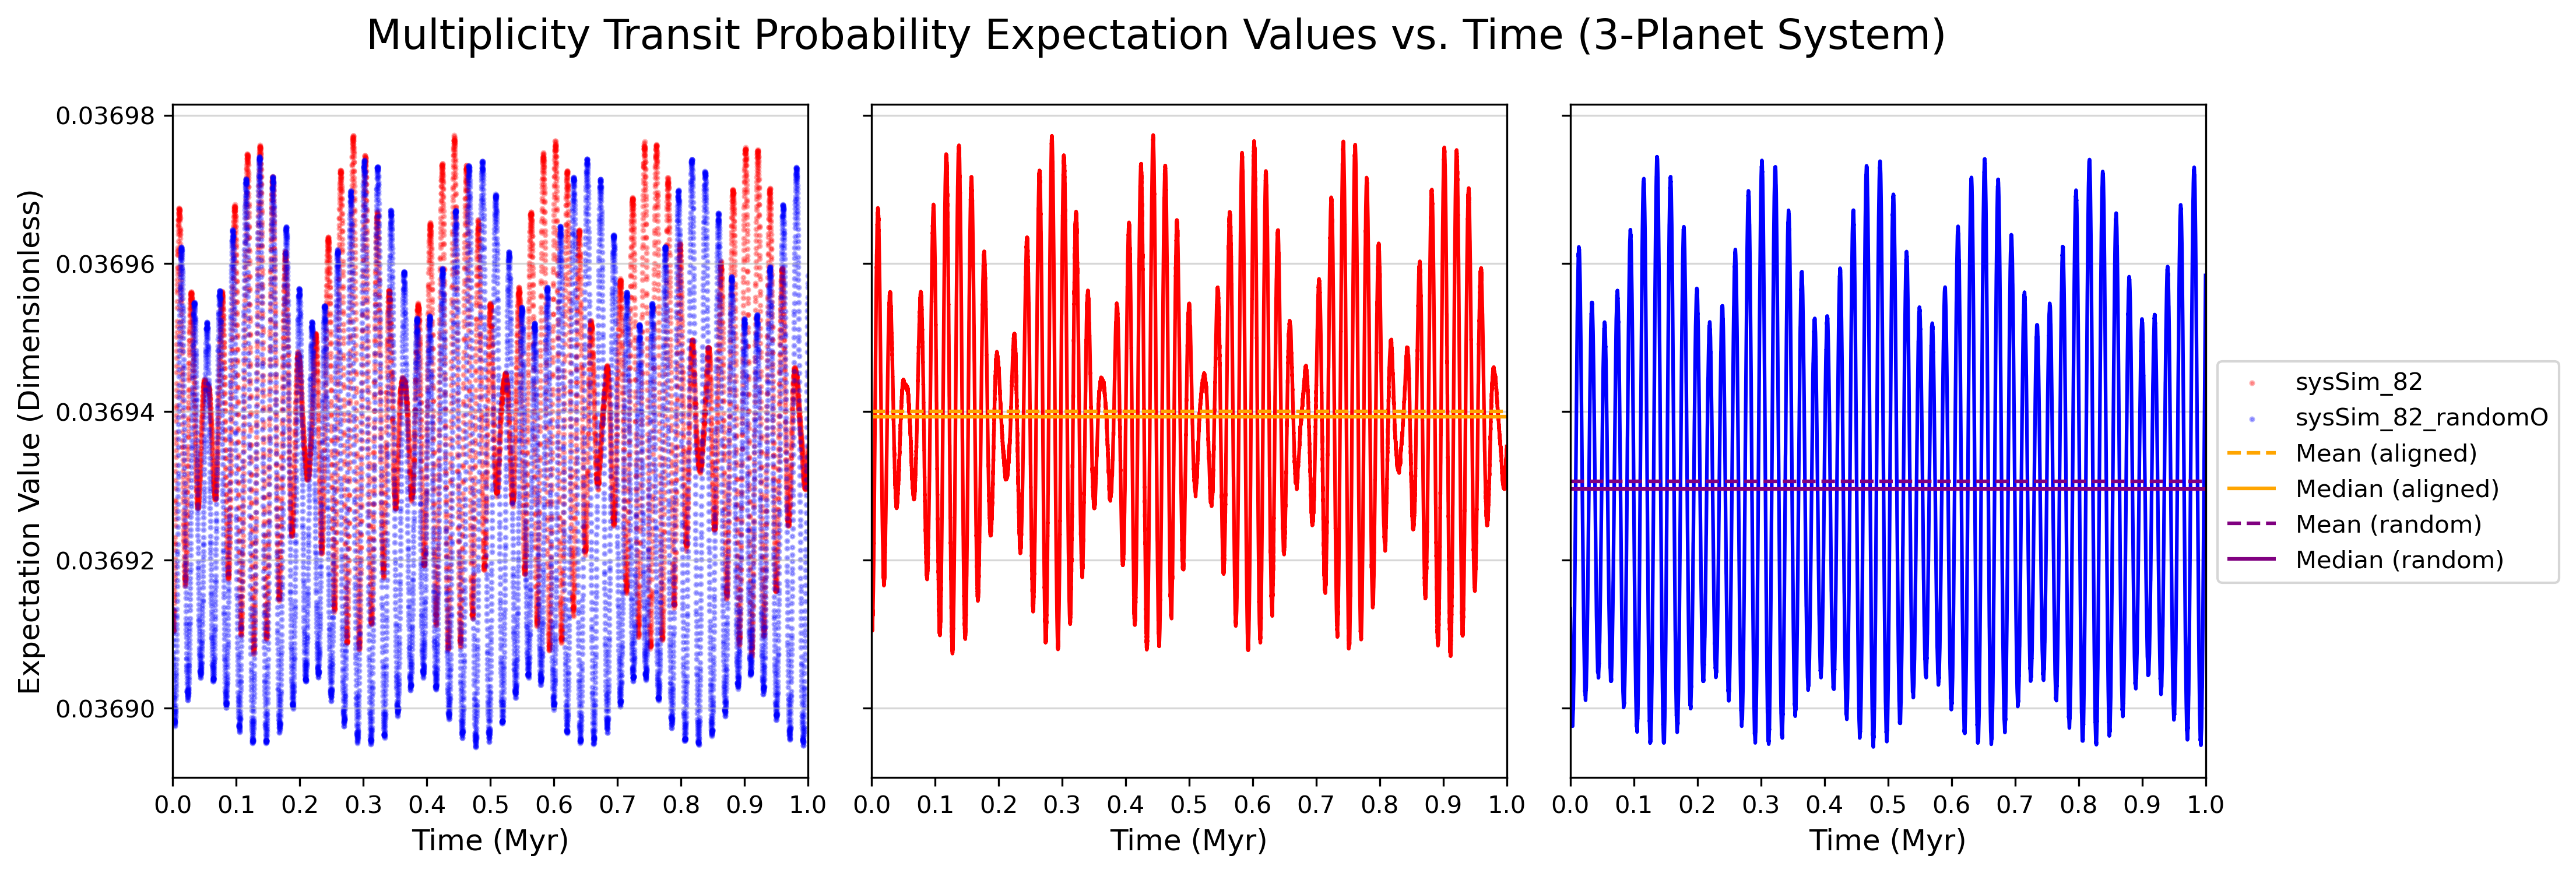 Multiplicity Transit Probability Expectation Values vs. Time (3-Planet System)
Expectation Value (Dimensionless)
0.03698
0.03696
0.03694
0.03692
0.03690
0.0 0.1 0.2 0.3 0.4 0.5 0.6 0.7 0.8 0.9 1.0
Time (Myr)
0.0 0.1 0.2 0.3 0.4 0.5 0.6 0.7 0.8 0.9 1.0
Time (Myr)
0.0 0.1 0.2 0.3 0.4 0.5 0.6 0.7 0.8 0.9 1.0
Time (Myr)
sysSim_82
sysSim_82_randomO
Mean (aligned)
Median (aligned)
Mean (random)
Median (random)